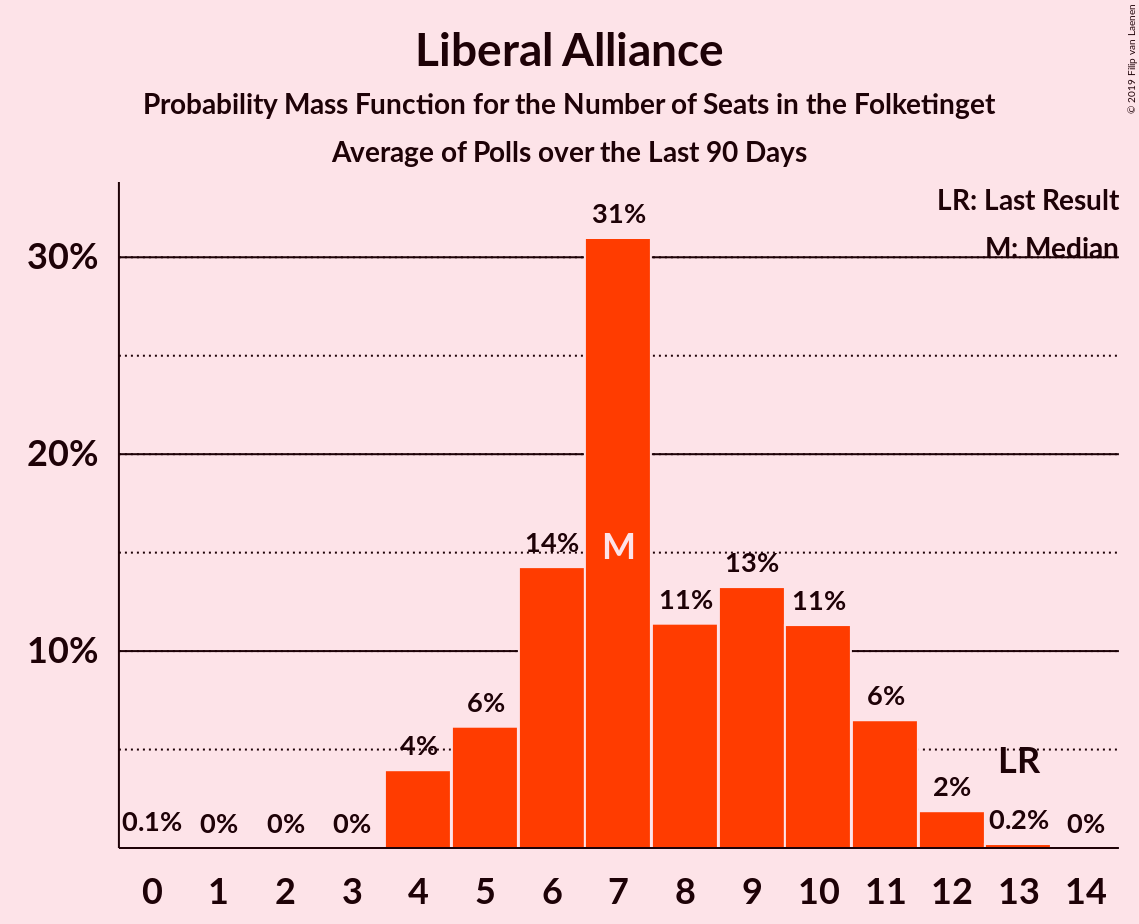 Liberal Alliance
Probability Mass Function for the Number of Seats in the Folketinget
Average of Polls over the Last 90 Days
© 2019 Filip van Laenen
LR: Last Result
M: Median
30%
20%
10%
0.1%
0%
0%
0%
4%
6%
14%
31%
M
11%
13%
11%
6%
2%
LR
0.2%
0%
0 1 2 3 4 5 6 7 8 9 10 11 12 13 14